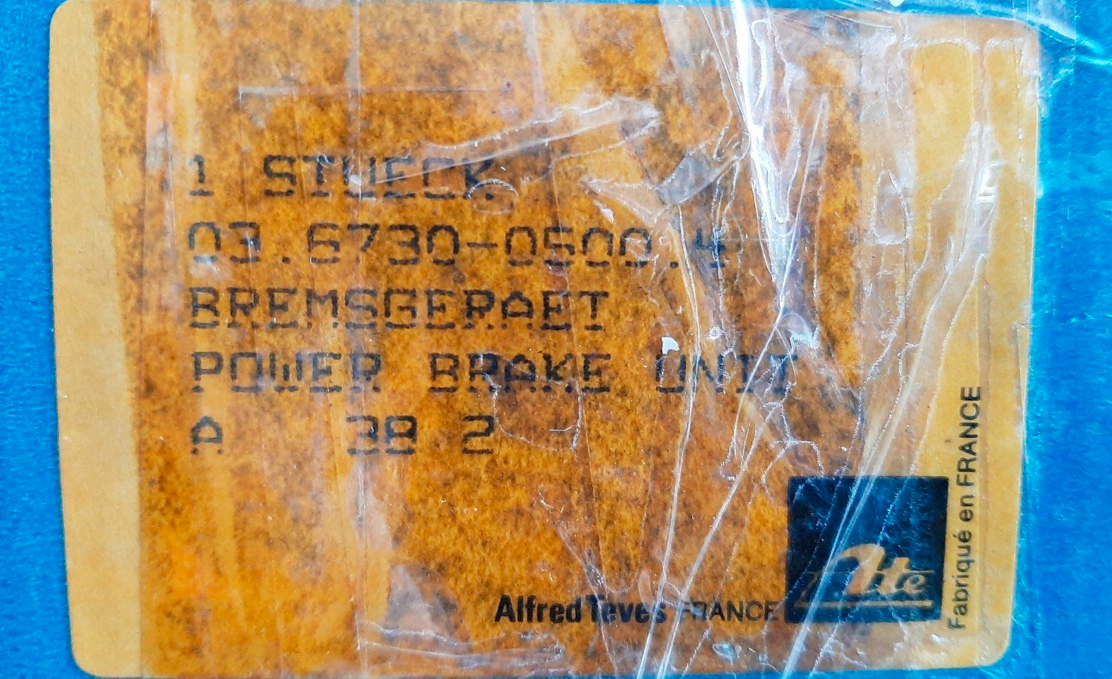 1 STUECK
03.6730-0500.4
BREMSGERAET
POWER BRAKE UNIT
A 38 2
Alfred Teves FRANCE
Ate
Fabriqué en FRANCE